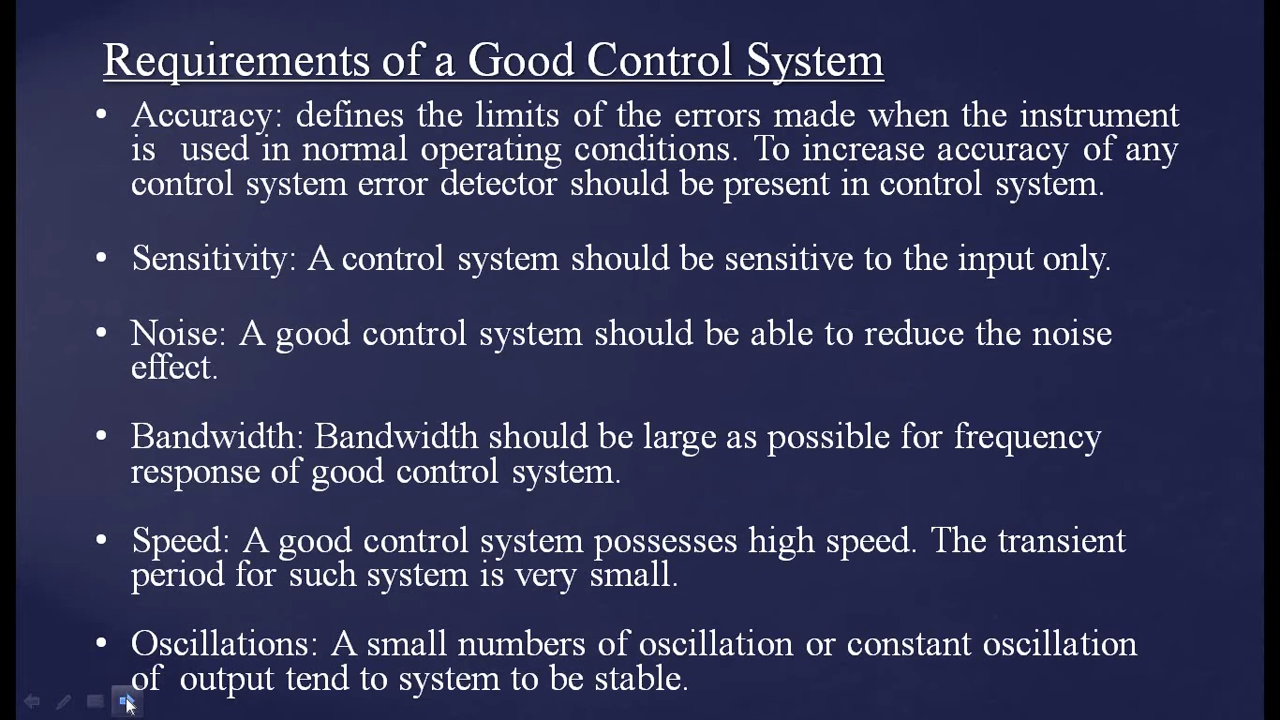 Requirements of a Good Control System
• Accuracy: defines the limits of the errors made when the instrument
is used in normal operating conditions. To increase accuracy of any
control system error detector should be present in control system.
• Sensitivity: A control system should be sensitive to the input only.
• Noise: A good control system should be able to reduce the noise
effect.
• Bandwidth: Bandwidth should be large as possible for frequency
response of good control system.
• Speed: A good control system possesses high speed. The transient
period for such system is very small.
• Oscillations: A small numbers of oscillation or constant oscillation
of output tend to system to be stable.